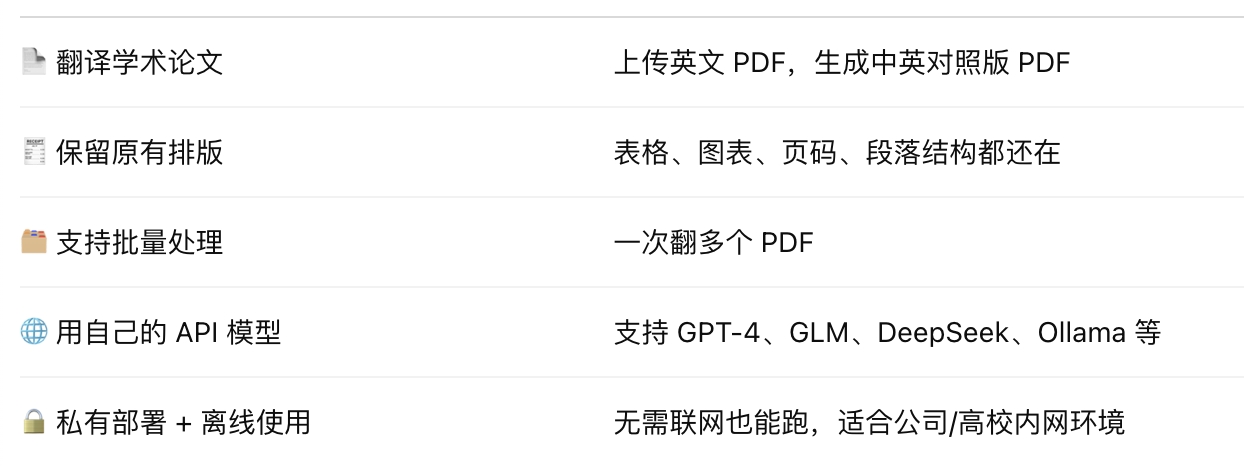 翻译学术论文 上传英文 PDF，生成中英对照版 PDF
保留原有排版 表格、图表、页码、段落结构都还在
支持批量处理 一次翻多个 PDF
用自己的 API 模型 支持 GPT-4、GLM、DeepSeek、Ollama 等
私有部署 + 离线使用 无需联网也能跑，适合公司/高校内网环境